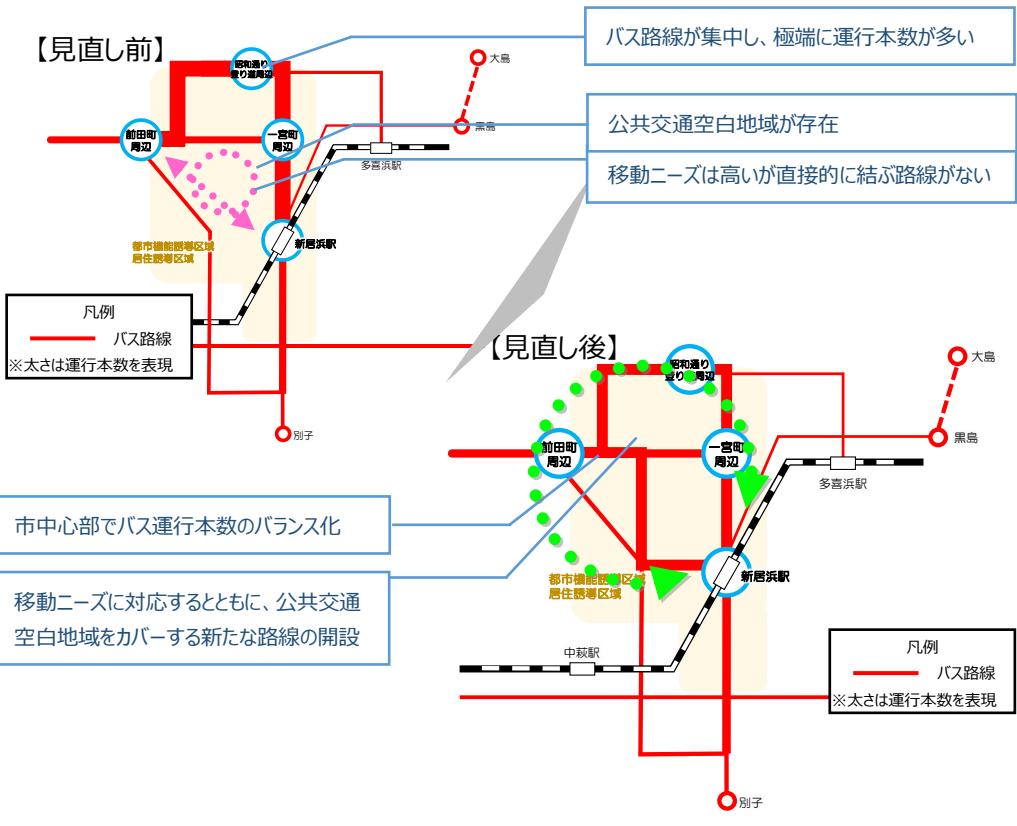 【見直し前】
バス路線が集中し、極端に運行本数が多い
公共交通空白地域が存在
移動ニーズは高いが直接的に結ぶ路線がない
昭和通り
登り道周辺
大島
黒島
前田町
周辺
一宮町
周辺
多喜浜駅
新居浜駅
都市機能誘導区域
居住誘導区域
凡例
バス路線
※太さは運行本数を表現
別子
【見直し後】
昭和通り
登り道周辺
大島
黒島
前田町
周辺
一宮町
周辺
多喜浜駅
市中心部でバス運行本数のバランス化
新居浜駅
都市機能誘導区域
居住誘導区域
移動ニーズに対応するとともに、公共交通
空白地域をカバーする新たな路線の開設
中萩駅
凡例
バス路線
※太さは運行本数を表現
別子